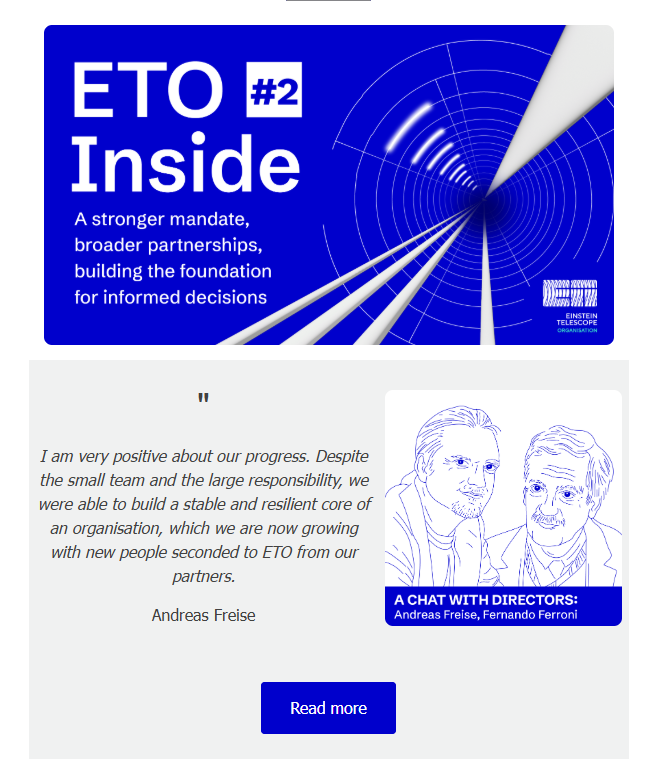 ETO #2
Inside
A stronger mandate,
broader partnerships,
building the foundation
for informed decisions
EINSTEIN
TELESCOPE
ORGANISATION
"
I am very positive about our progress. Despite
the small team and the large responsibility, we
were able to build a stable and resilient core of
an organisation, which we are now growing
with new people seconded to ETO from our
partners.
Andreas Freise
A CHAT WITH DIRECTORS:
Andreas Freise, Fernando Ferroni
Read more